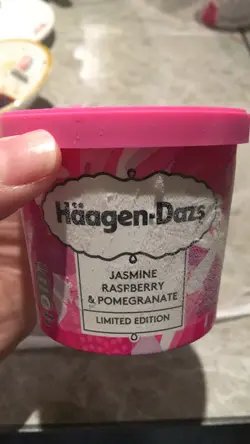 Häagen-Dazs
JASMINE
RASPBERRY
& POMEGRANATE
LIMITED EDITION